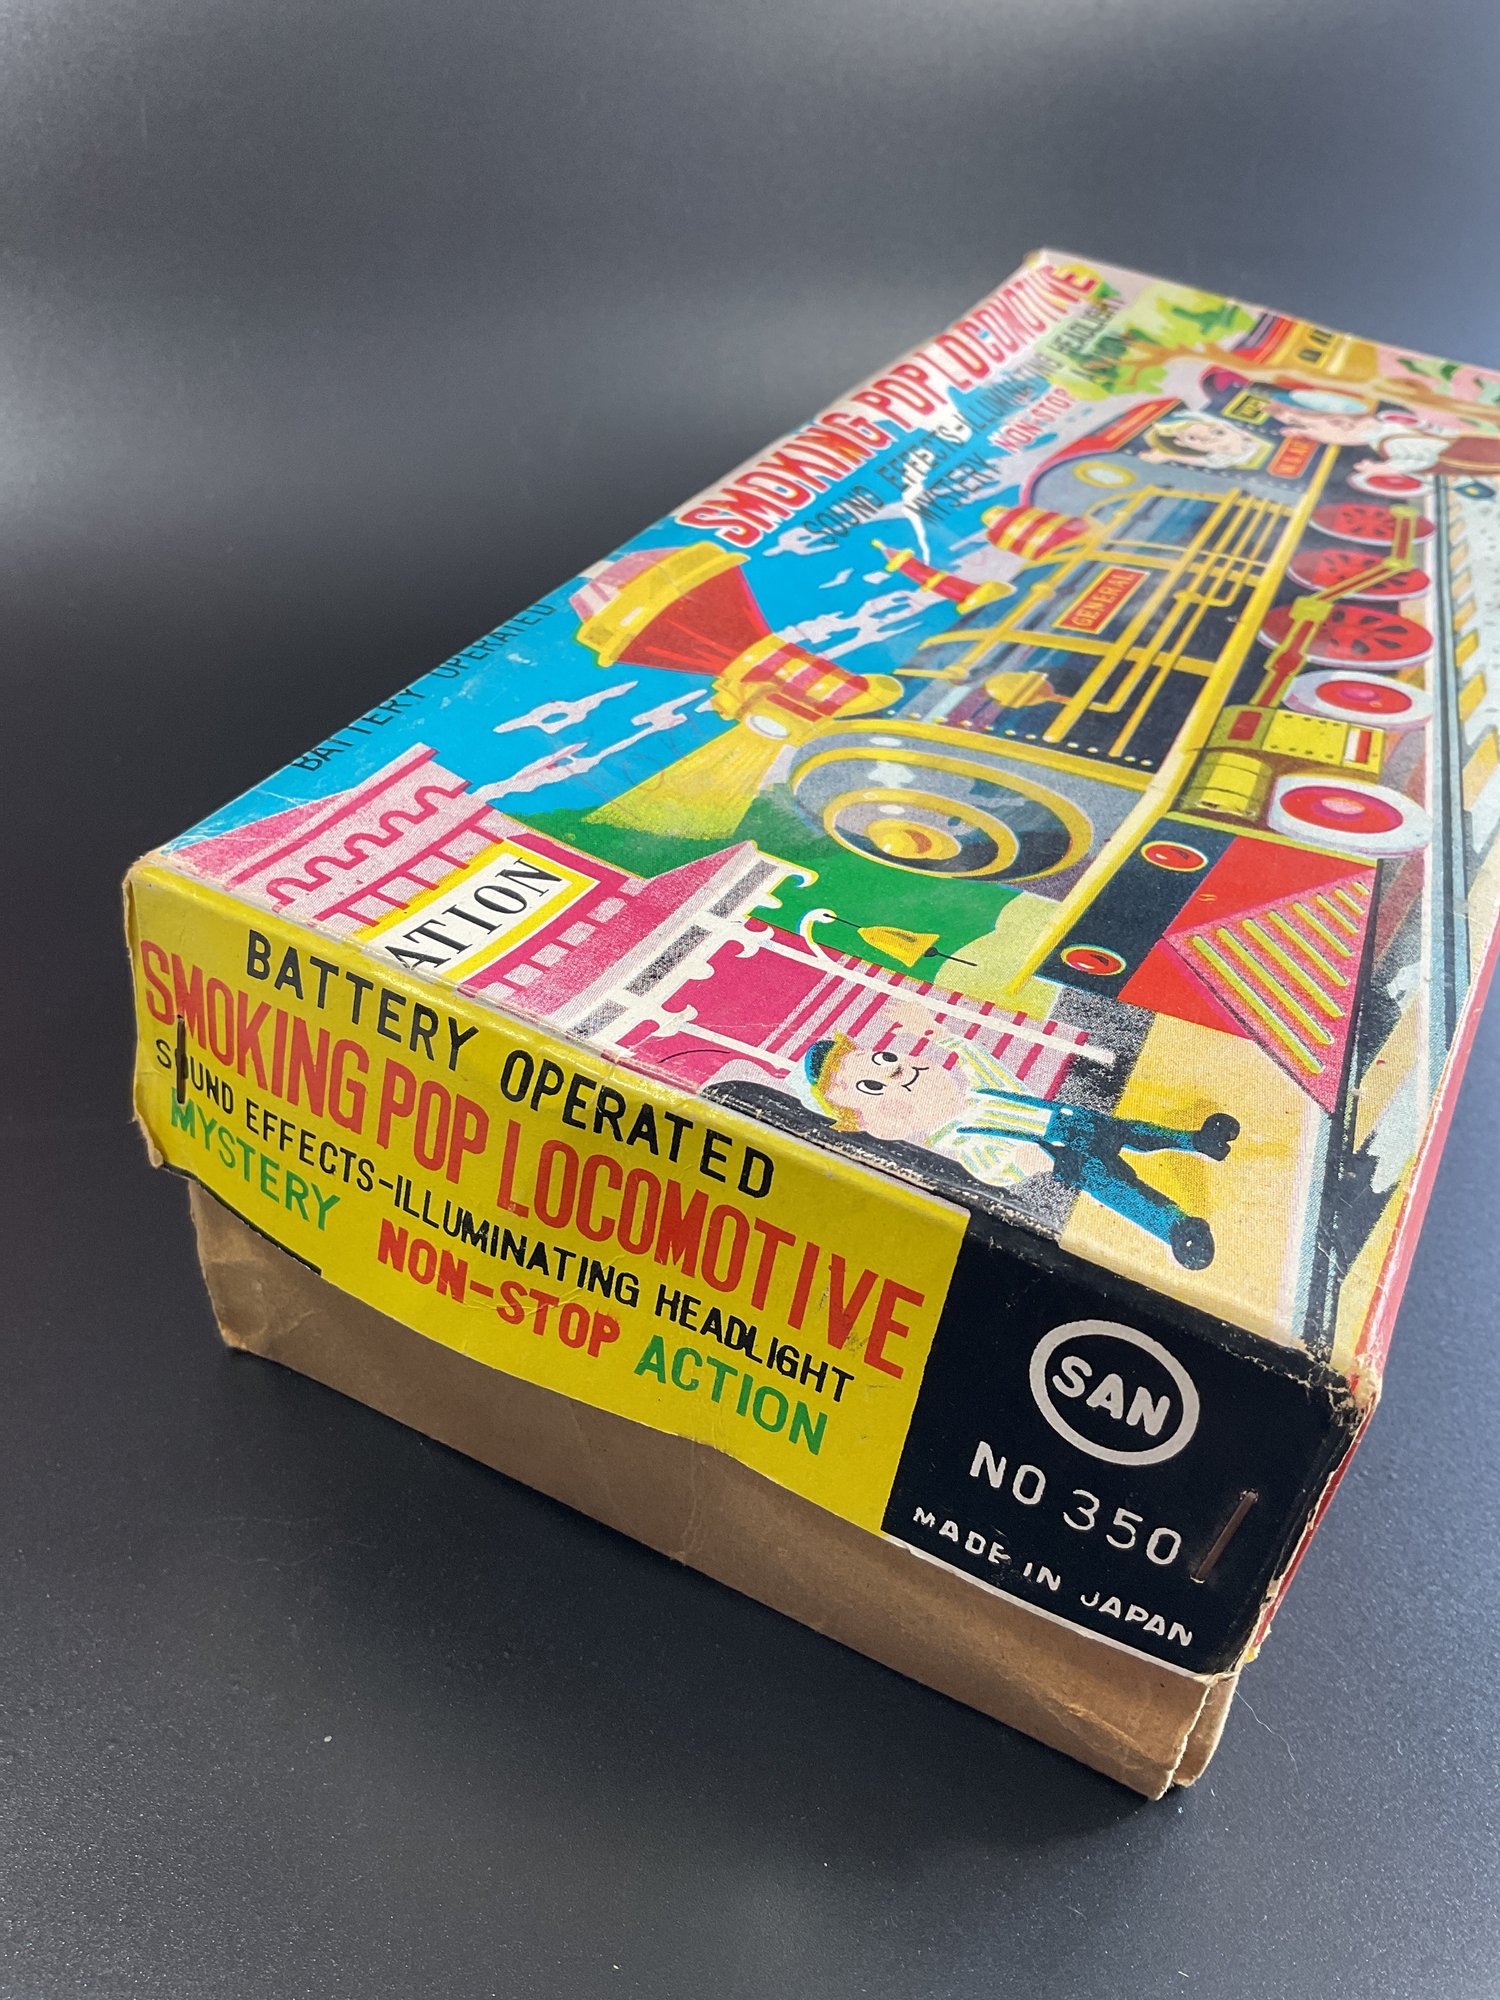 SMOKING POP LOCOMOTIVE
SOUND EFFECTS-ILLUMINATING HEADLIGHT
MYSTERY NON-STOP ACTION
BATTERY OPERATED
GENERAL
ATION
BATTERY OPERATED
SMOKING POP LOCOMOTIVE
SOUND EFFECTS-ILLUMINATING HEADLIGHT
MYSTERY NON-STOP ACTION
SAN
NO 350
MADE IN JAPAN